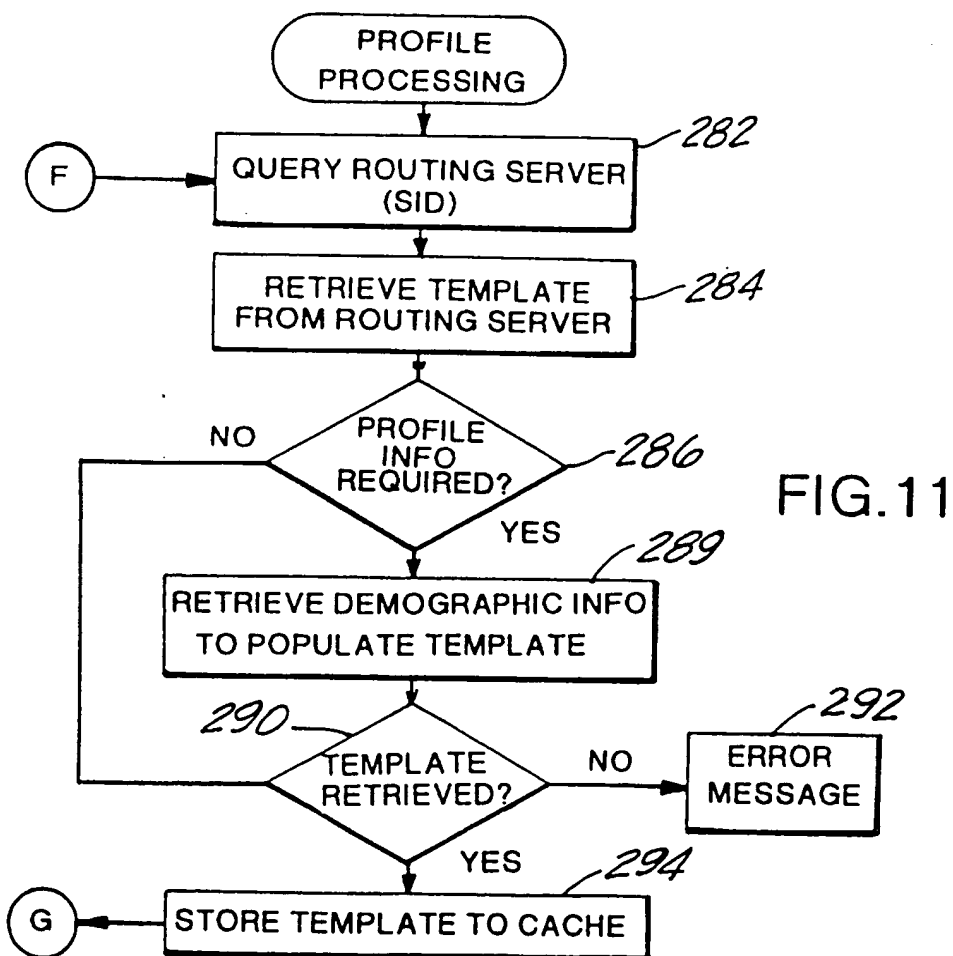 PROFILE
PROCESSING
282
F
QUERY ROUTING SERVER
(SID)
RETRIEVE TEMPLATE
FROM ROUTING SERVER
284
NO
PROFILE
INFO
REQUIRED?
286
FIG.11
YES
289
RETRIEVE DEMOGRAPHIC INFO
TO POPULATE TEMPLATE
290
292
TEMPLATE
RETRIEVED?
NO
ERROR
MESSAGE
YES
294
G
STORE TEMPLATE TO CACHE